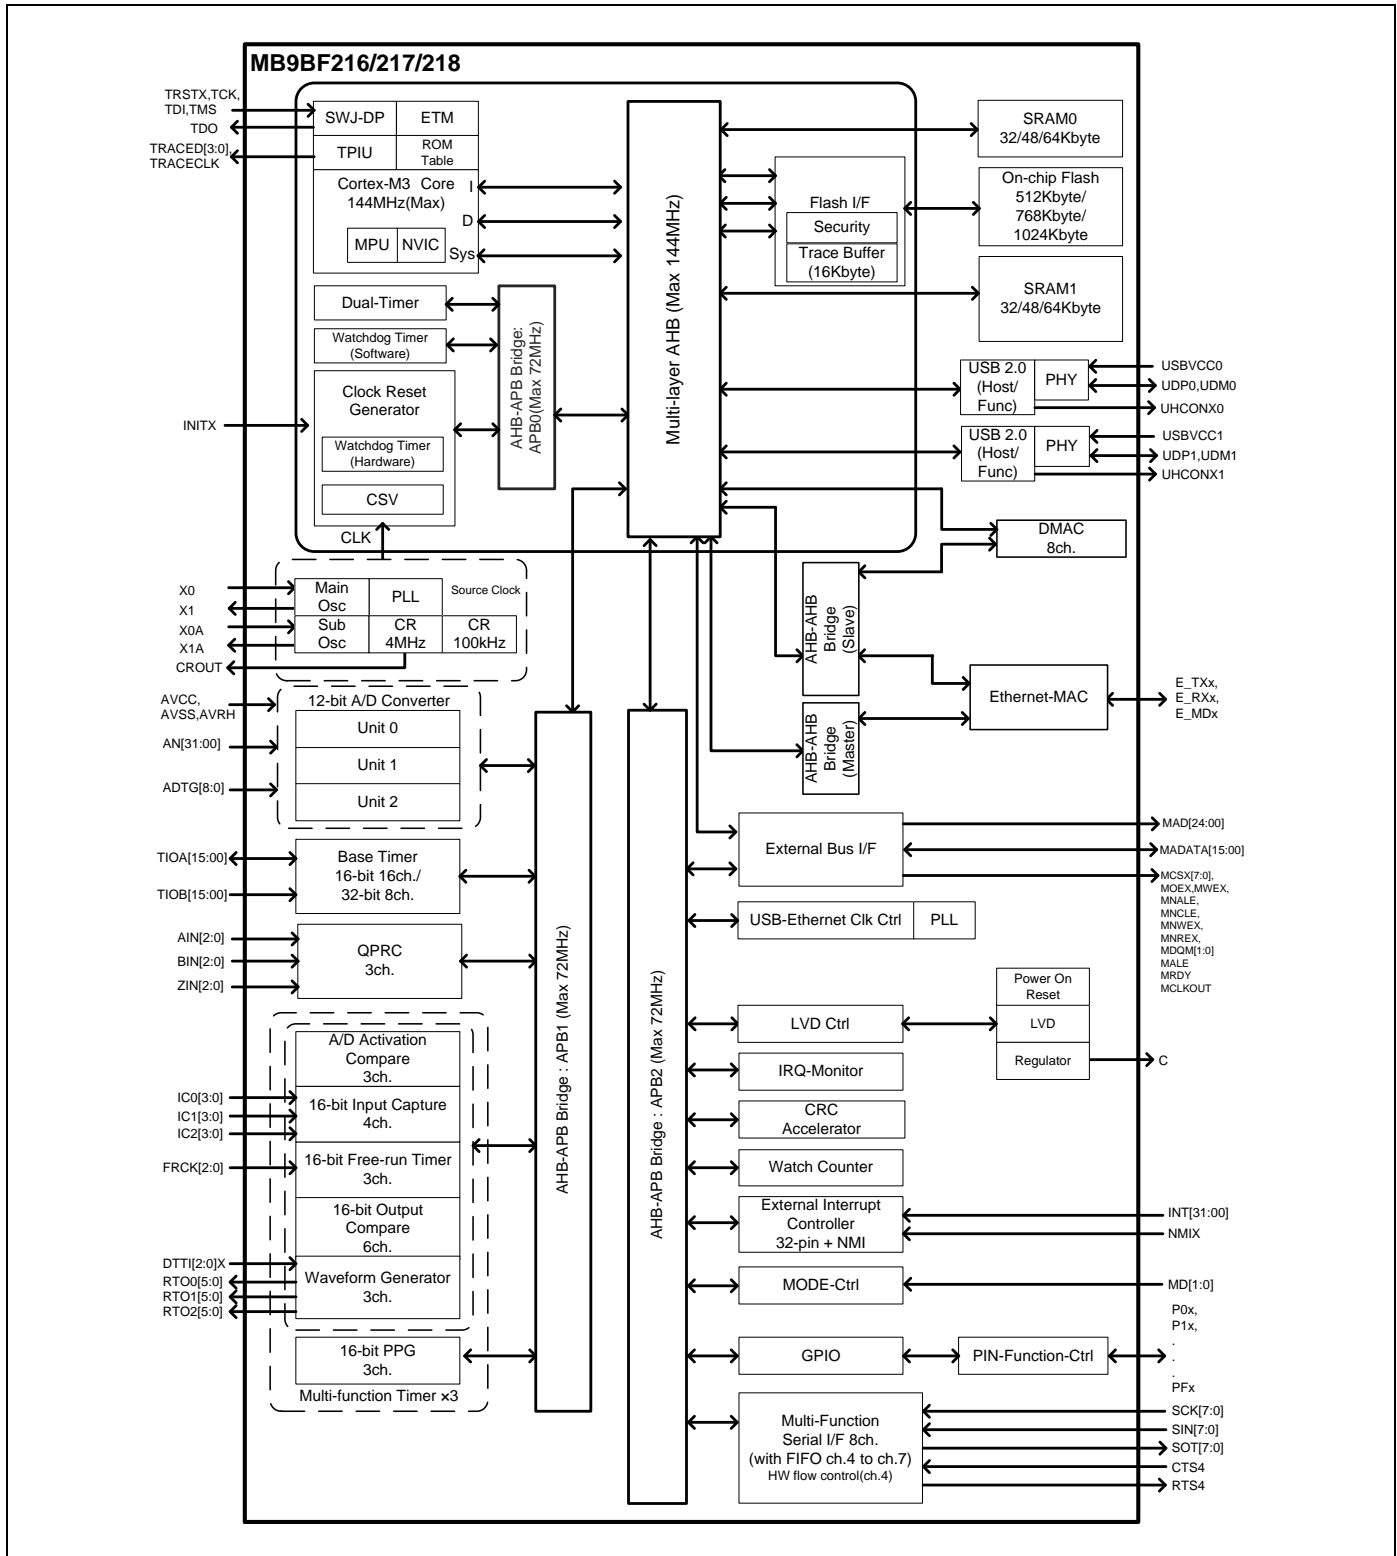 MB9BF216/217/218
TRSTX,TCK,
TDI,TMS
TDO
TRACED[3:0],
TRACECLK
SWJ-DP
ETM
TPIU
ROM
Table
Cortex-M3 Core
144MHz(Max)
I
D
Sys
MPU
NVIC
Dual-Timer
Watchdog Timer
(Software)
Clock Reset
Generator
Watchdog Timer
(Hardware)
CSV
CLK
INITX
AHB-APB Bridge:
APB0(Max 72MHz)
Multi-layer AHB (Max 144MHz)
Flash I/F
Security
Trace Buffer
(16Kbyte)
SRAM0
32/48/64Kbyte
On-chip Flash
512Kbyte/
768Kbyte/
1024Kbyte
SRAM1
32/48/64Kbyte
USB 2.0
(Host/
Func)
PHY
USBVCC0
UDP0,UDM0
UHCONX0
USB 2.0
(Host/
Func)
PHY
USBVCC1
UDP1,UDM1
UHCONX1
DMAC
8ch.
AHB-AHB
Bridge
(Slave)
AHB-AHB
Bridge
(Master)
Ethernet-MAC
E_TXx,
E_RXx,
E_MDx
X0
X1
X0A
X1A
CROUT
Main
Osc
PLL
Source Clock
Sub
Osc
CR
4MHz
CR
100kHz
AVCC,
AVSS,AVRH
AN[31:00]
ADTG[8:0]
12-bit A/D Converter
Unit 0
Unit 1
Unit 2
TIOA[15:00]
TIOB[15:00]
Base Timer
16-bit 16ch./
32-bit 8ch.
AIN[2:0]
BIN[2:0]
ZIN[2:0]
QPRC
3ch.
A/D Activation
Compare
3ch.
IC0[3:0]
IC1[3:0]
IC2[3:0]
16-bit Input Capture
4ch.
FRCK[2:0]
16-bit Free-run Timer
3ch.
16-bit Output
Compare
6ch.
DTTI[2:0]X
RTO0[5:0]
RTO1[5:0]
RTO2[5:0]
Waveform Generator
3ch.
16-bit PPG
3ch.
Multi-function Timer ×3
AHB-APB Bridge : APB1 (Max 72MHz)
AHB-APB Bridge : APB2 (Max 72MHz)
External Bus I/F
MAD[24:00]
MADATA[15:00]
MCSX[7:0],
MOEX,MWEX,
MNALE,
MNCLE,
MNWEX,
MNREX,
MDQM[1:0]
MALE
MRDY
MCLKOUT
USB-Ethernet Clk Ctrl
PLL
LVD Ctrl
Power On
Reset
LVD
Regulator
C
IRQ-Monitor
CRC
Accelerator
Watch Counter
External Interrupt
Controller
32-pin + NMI
INT[31:00]
NMIX
MODE-Ctrl
MD[1:0]
GPIO
PIN-Function-Ctrl
P0x,
P1x,
.
.
.
PFx
Multi-Function
Serial I/F 8ch.
(with FIFO ch.4 to ch.7)
HW flow control(ch.4)
SCK[7:0]
SIN[7:0]
SOT[7:0]
CTS4
RTS4